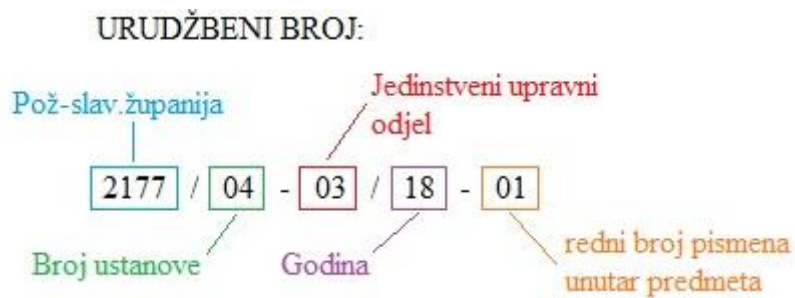 URUDŽBENI BROJ:
Jedinstveni upravni
odjel
Pož-slav.županija
2177 / 04 - 03 / 18 - 01
Broj ustanove
Godina
redni broj pismena
unutar predmeta